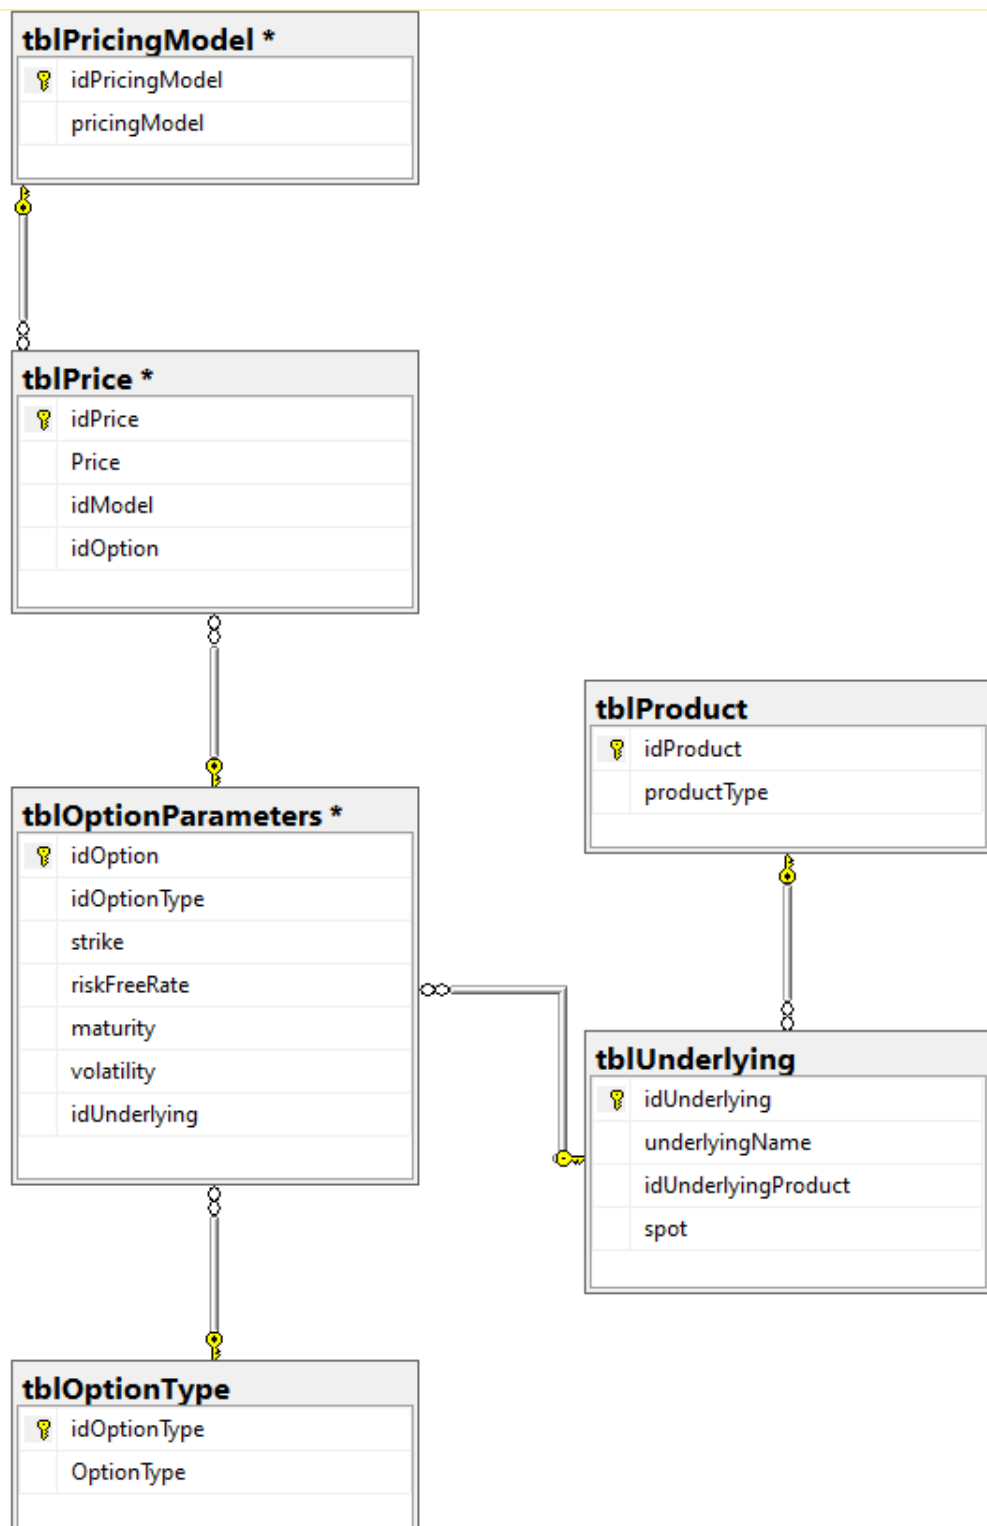 tblPricingModel *
idPricingModel
pricingModel
tblPrice *
idPrice
Price
idModel
idOption
tblOptionParameters *
idOption
idOptionType
strike
riskFreeRate
maturity
volatility
idUnderlying
tblProduct
idProduct
productType
tblUnderlying
idUnderlying
underlyingName
idUnderlyingProduct
spot
tblOptionType
idOptionType
OptionType